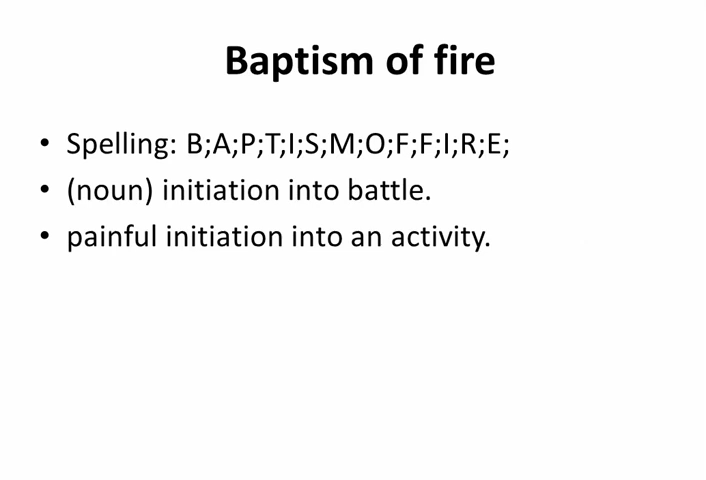 Baptism of fire
• Spelling: B;A;P;T;I;S;M;O;F;F;I;R;E;
• (noun) initiation into battle.
• painful initiation into an activity.